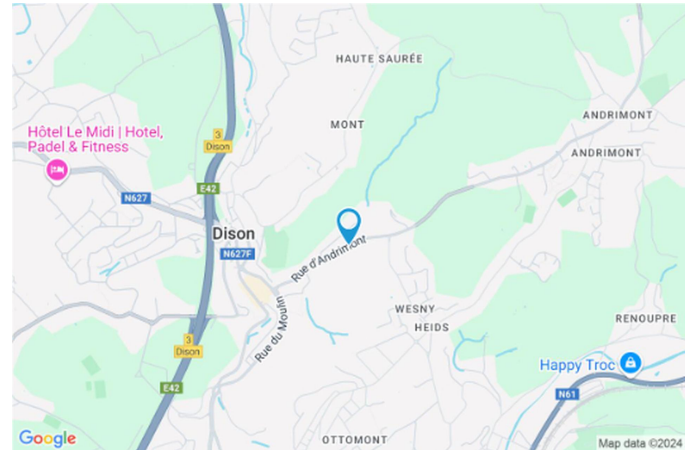 HAUTE SAURÉE
ANDRIMONT
MONT
3
Dison
Hôtel Le Midi | Hotel,
Padel & Fitness
ANDRIMONT
E42
N627
Dison
N627F
Rue d'Andrimont
WESNY
HEIDS
RENOUPRE
Rue du Moulin
3
Dison
Happy Troc
E42
N61
OTTOMONT
Google
Map data ©2024